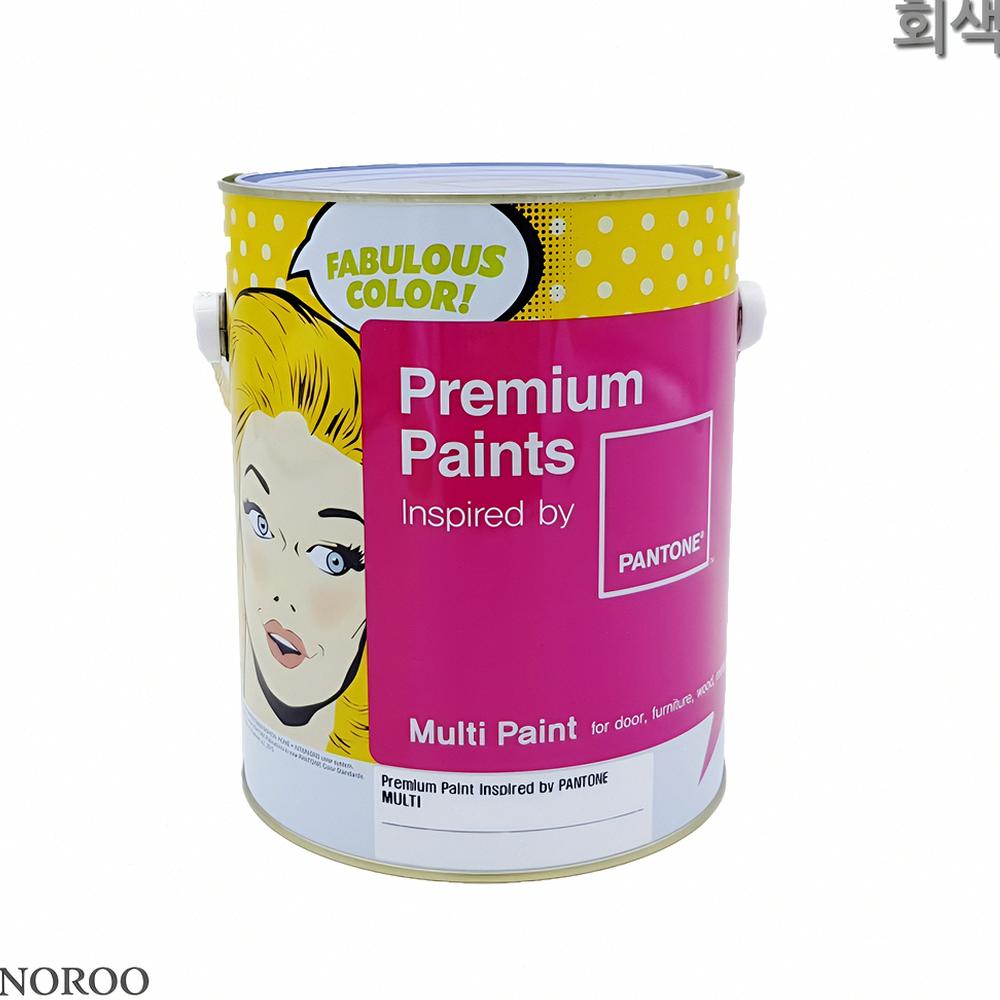 회색
FABULOUS
COLOR!
Premium
Paints
Inspired by
PANTONE®
Multi Paint for door, furniture, wood,
Premium Paint Inspired by PANTONE
MULTI
NOROO